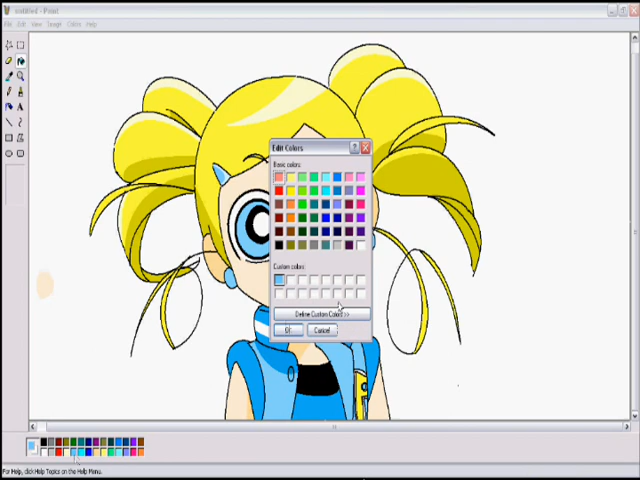 untitled - Paint
File Edit View Image Colors Help
Edit Colors
Basic colors:
Custom colors:
Define Custom Colors >>
OK
Cancel
For Help, click Help Topics on the Help Menu.